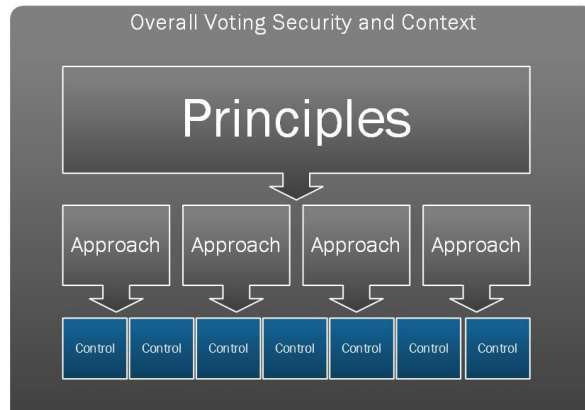 Overall Voting Security and Context
Principles
Approach Approach Approach Approach
Control Control Control Control Control Control Control